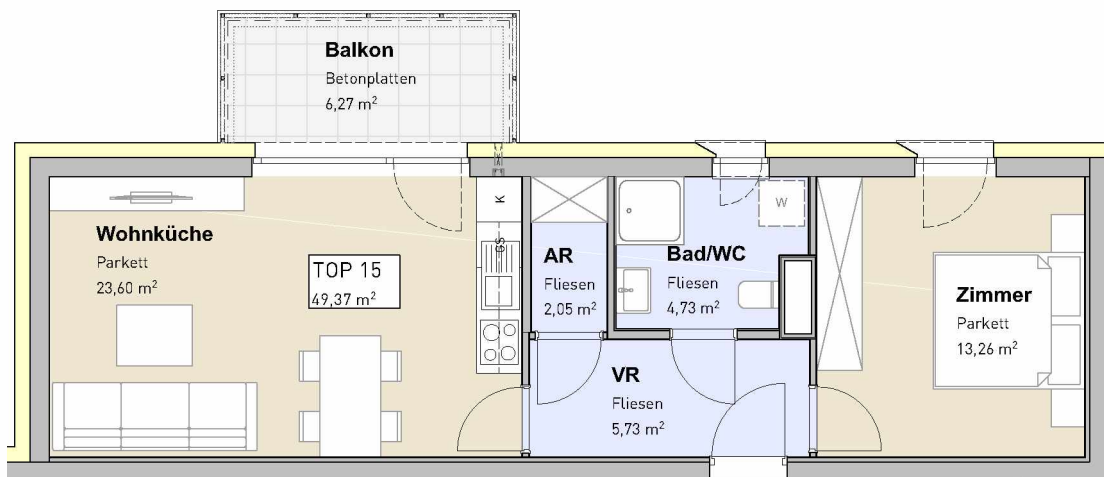 Balkon
Betonplatten
6,27 m²
Wohnküche
Parkett
23,60 m²
TOP 15
49,37 m²
K
GS
AR
Fliesen
2,05 m²
Bad/WC
Fliesen
4,73 m²
W
Zimmer
Parkett
13,26 m²
VR
Fliesen
5,73 m²